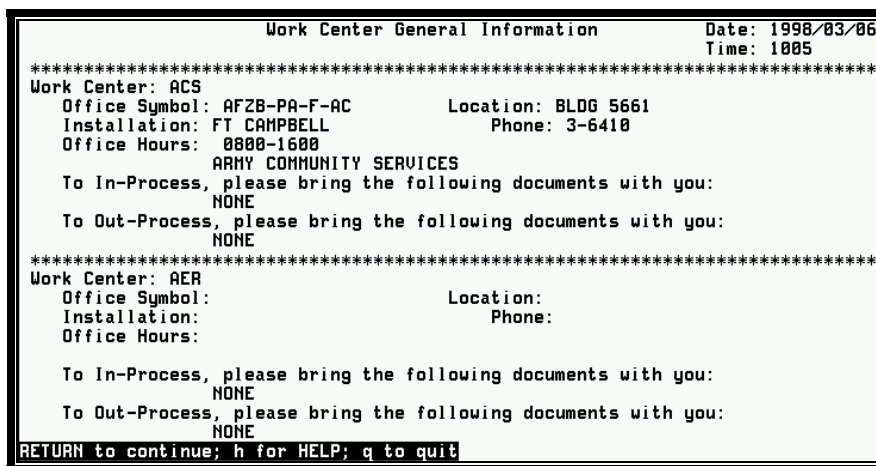 Work Center General Information Date: 1998/03/06
Time: 1005
********************************************************************************
Work Center: ACS
Office Symbol: AFZB-PA-F-AC Location: BLDG 5661
Installation: FT CAMPBELL Phone: 3-6410
Office Hours: 0800-1600
ARMY COMMUNITY SERVICES
To In-Process, please bring the following documents with you:
NONE
To Out-Process, please bring the following documents with you:
NONE
********************************************************************************
Work Center: AER
Office Symbol: Location:
Installation: Phone:
Office Hours:
To In-Process, please bring the following documents with you:
NONE
To Out-Process, please bring the following documents with you:
NONE
RETURN to continue; h for HELP; q to quit